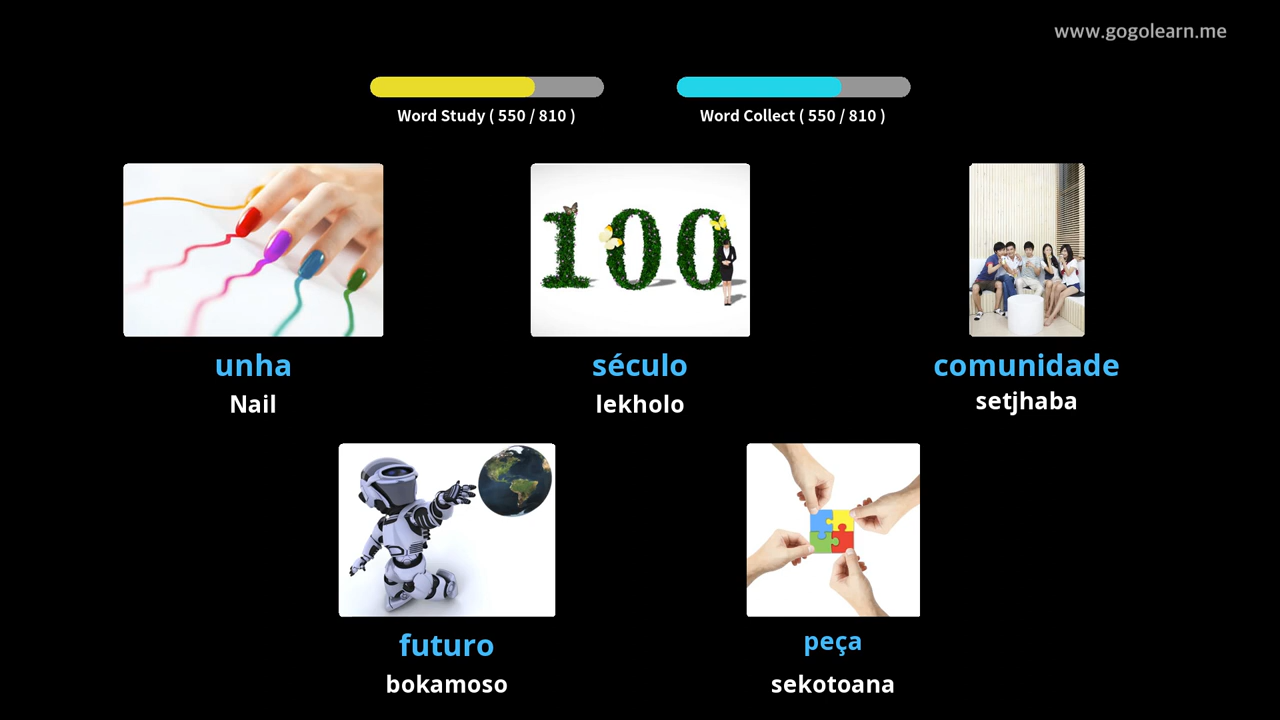 www.gogolearn.me
Word Study ( 550 / 810 )
Word Collect ( 550 / 810 )
unha
Nail
século
lekholo
comunidade
setjhaba
futuro
bokamoso
peça
sekotoana